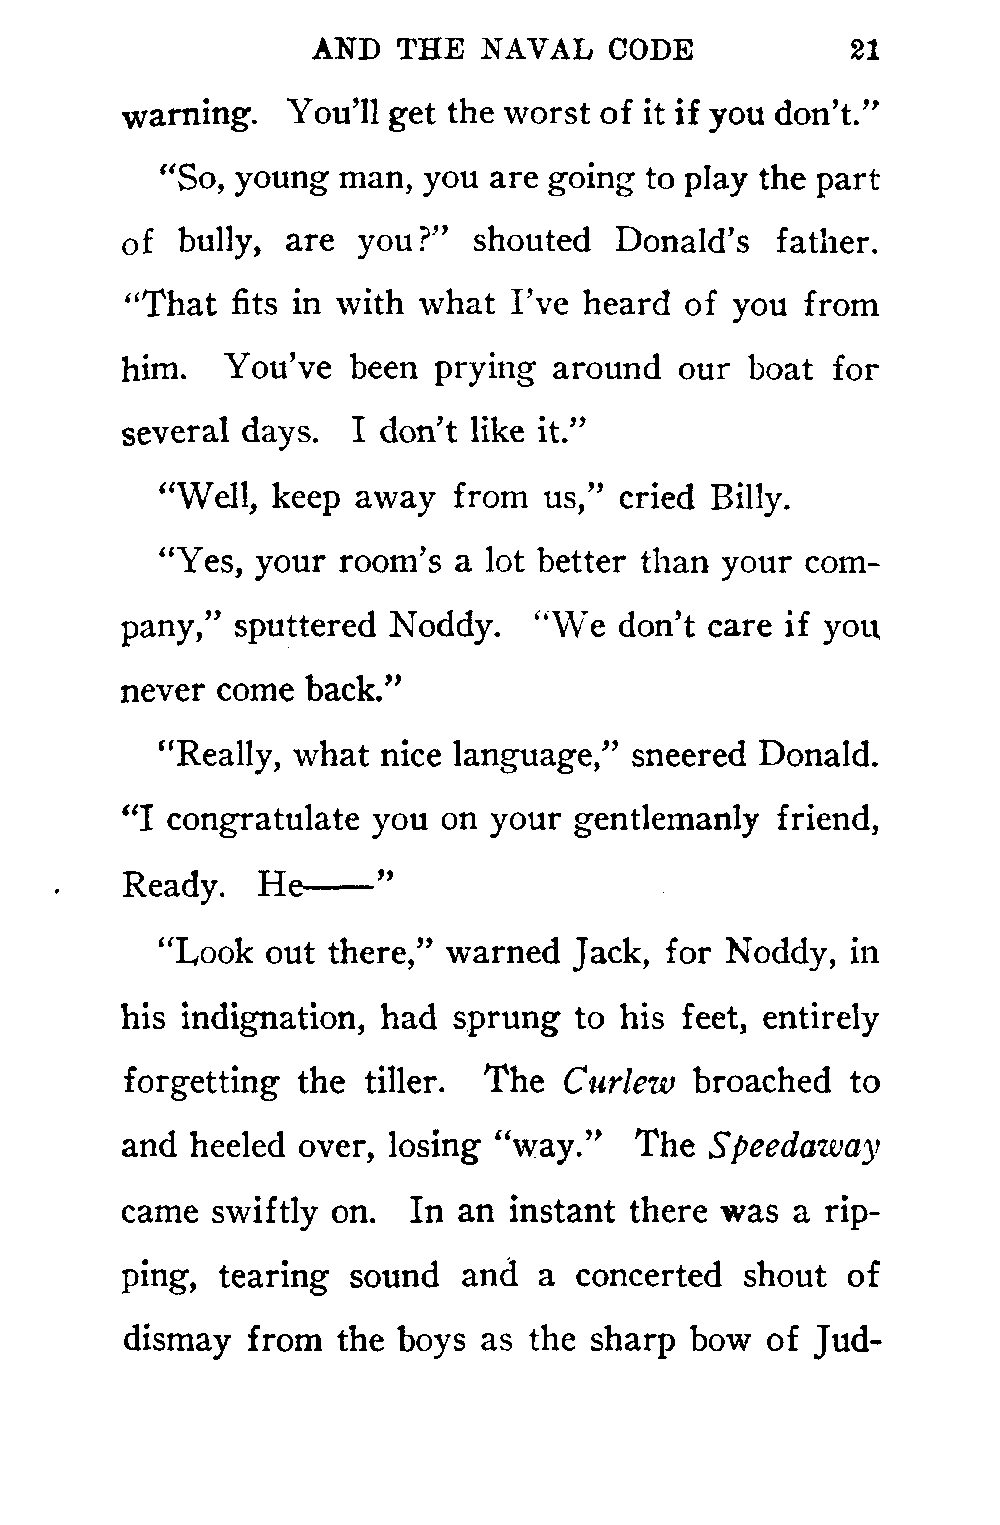 AND THE NAVAL CODE 21
warning. You'll get the worst of it if you don't."
"So, young man, you are going to play the part
of bully, are you?" shouted Donald's father.
"That fits in with what I've heard of you from
him. You've been prying around our boat for
several days. I don't like it."
"Well, keep away from us," cried Billy.
"Yes, your room's a lot better than your com-
pany," sputtered Noddy. "We don't care if you
never come back."
"Really, what nice language," sneered Donald.
"I congratulate you on your gentlemanly friend,
Ready. He——"
"Look out there," warned Jack, for Noddy, in
his indignation, had sprung to his feet, entirely
forgetting the tiller. The Curlew broached to
and heeled over, losing "way." The Speedaway
came swiftly on. In an instant there was a rip-
ping, tearing sound and a concerted shout of
dismay from the boys as the sharp bow of Jud-